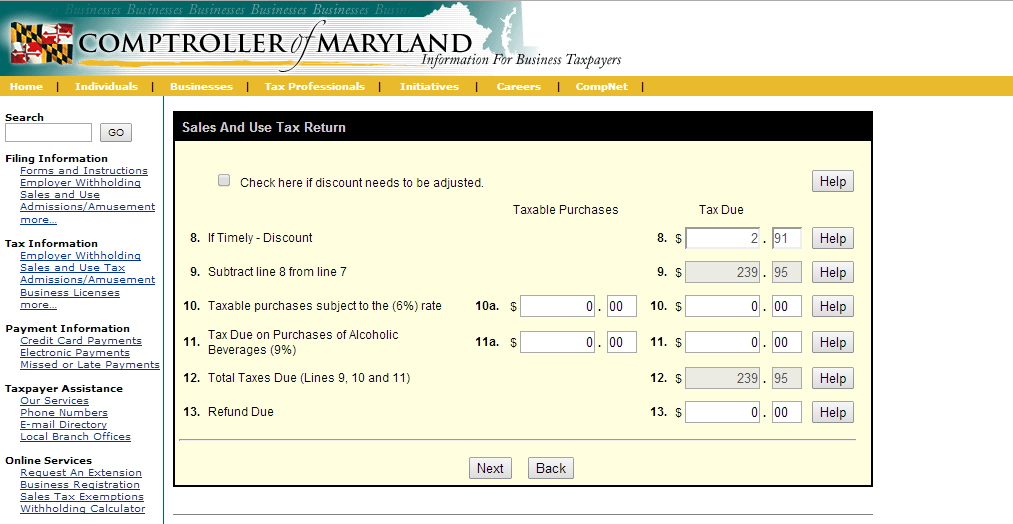 Businesses Businesses Businesses Businesses Businesses Businesses
COMPTROLLER of MARYLAND
Information For Business Taxpayers
Home | Individuals | Businesses | Tax Professionals | Initiatives | Careers | CompNet |
Search
GO
Filing Information
Forms and Instructions
Employer Withholding
Sales and Use
Admissions/Amusement
more...
Tax Information
Employer Withholding
Sales and Use Tax
Admissions/Amusement
Business Licenses
more...
Payment Information
Credit Card Payments
Electronic Payments
Missed or Late Payments
Taxpayer Assistance
Our Services
Phone Numbers
E-mail Directory
Local Branch Offices
Online Services
Request An Extension
Business Registration
Sales Tax Exemptions
Withholding Calculator
Sales And Use Tax Return
Check here if discount needs to be adjusted. Help
Taxable Purchases Tax Due
8. If Timely - Discount 8. $ 2 . 91 Help
9. Subtract line 8 from line 7 9. $ 239 . 95 Help
10. Taxable purchases subject to the (6%) rate 10a. $ 0 . 00 10. $ 0 . 00 Help
11. Tax Due on Purchases of Alcoholic
Beverages (9%) 11a. $ 0 . 00 11. $ 0 . 00 Help
12. Total Taxes Due (Lines 9, 10 and 11) 12. $ 239 . 95 Help
13. Refund Due 13. $ 0 . 00 Help
Next Back